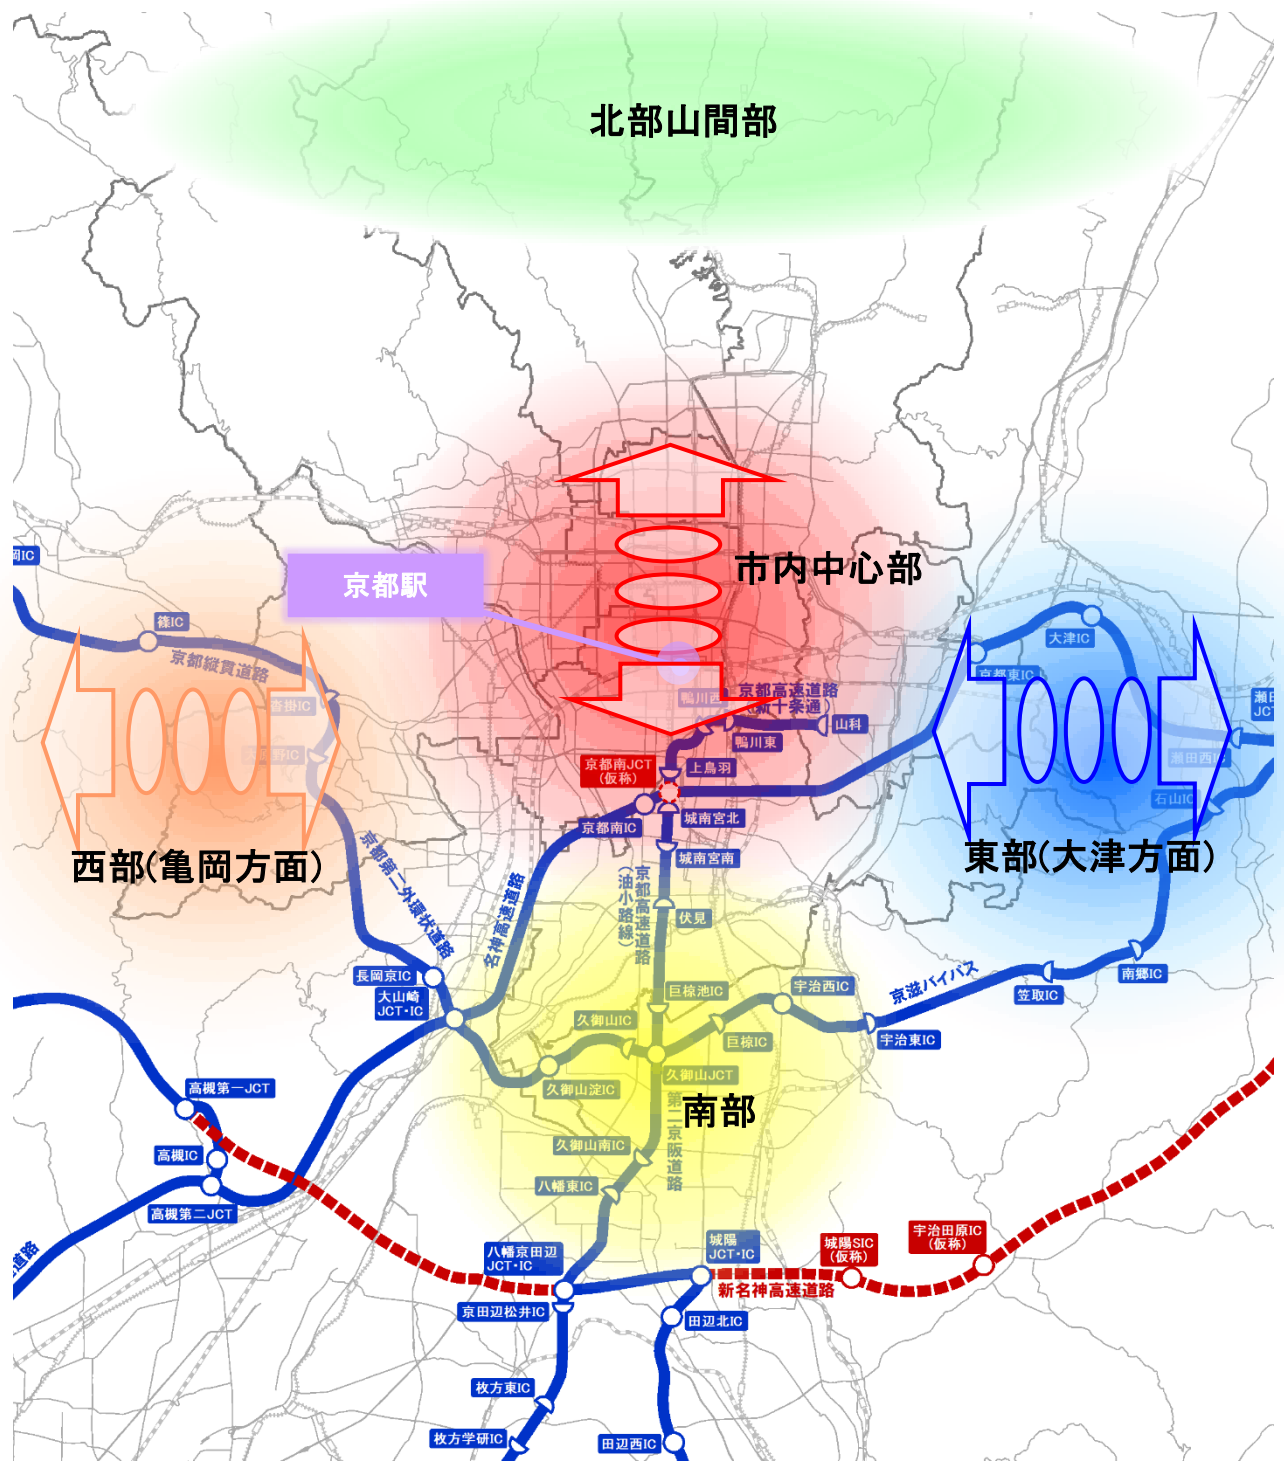 北部山間部
市内中心部
岡IC
京都駅
篠IC
大津IC
京都縦貫道路
京都東IC
沓掛IC
鴨川西
京都高速道路
(新十条通)
瀬田
JCT
山科
鴨川東
大原野IC
瀬田西IC
京都南JCT
(仮称)
上鳥羽
石山IC
城南宮北
京都南IC
城南宮南
西部(亀岡方面)
東部(大津方面)
京都第二外環状道路
名神高速道路
京都高速道路
(油小路線)
伏見
長岡京IC
大山崎
JCT・IC
巨椋池IC
宇治西IC
京滋バイパス
南郷IC
笠取IC
久御山IC
巨椋IC
宇治東IC
久御山JCT
久御山淀IC
高槻第一JCT
南部
第二京阪道路
久御山南IC
高槻IC
八幡東IC
高槻第二JCT
道路
八幡京田辺
JCT・IC
城陽
JCT・IC
城陽SIC
(仮称)
宇治田原IC
(仮称)
新名神高速道路
京田辺松井IC
田辺北IC
枚方東IC
枚方学研IC
田辺西IC